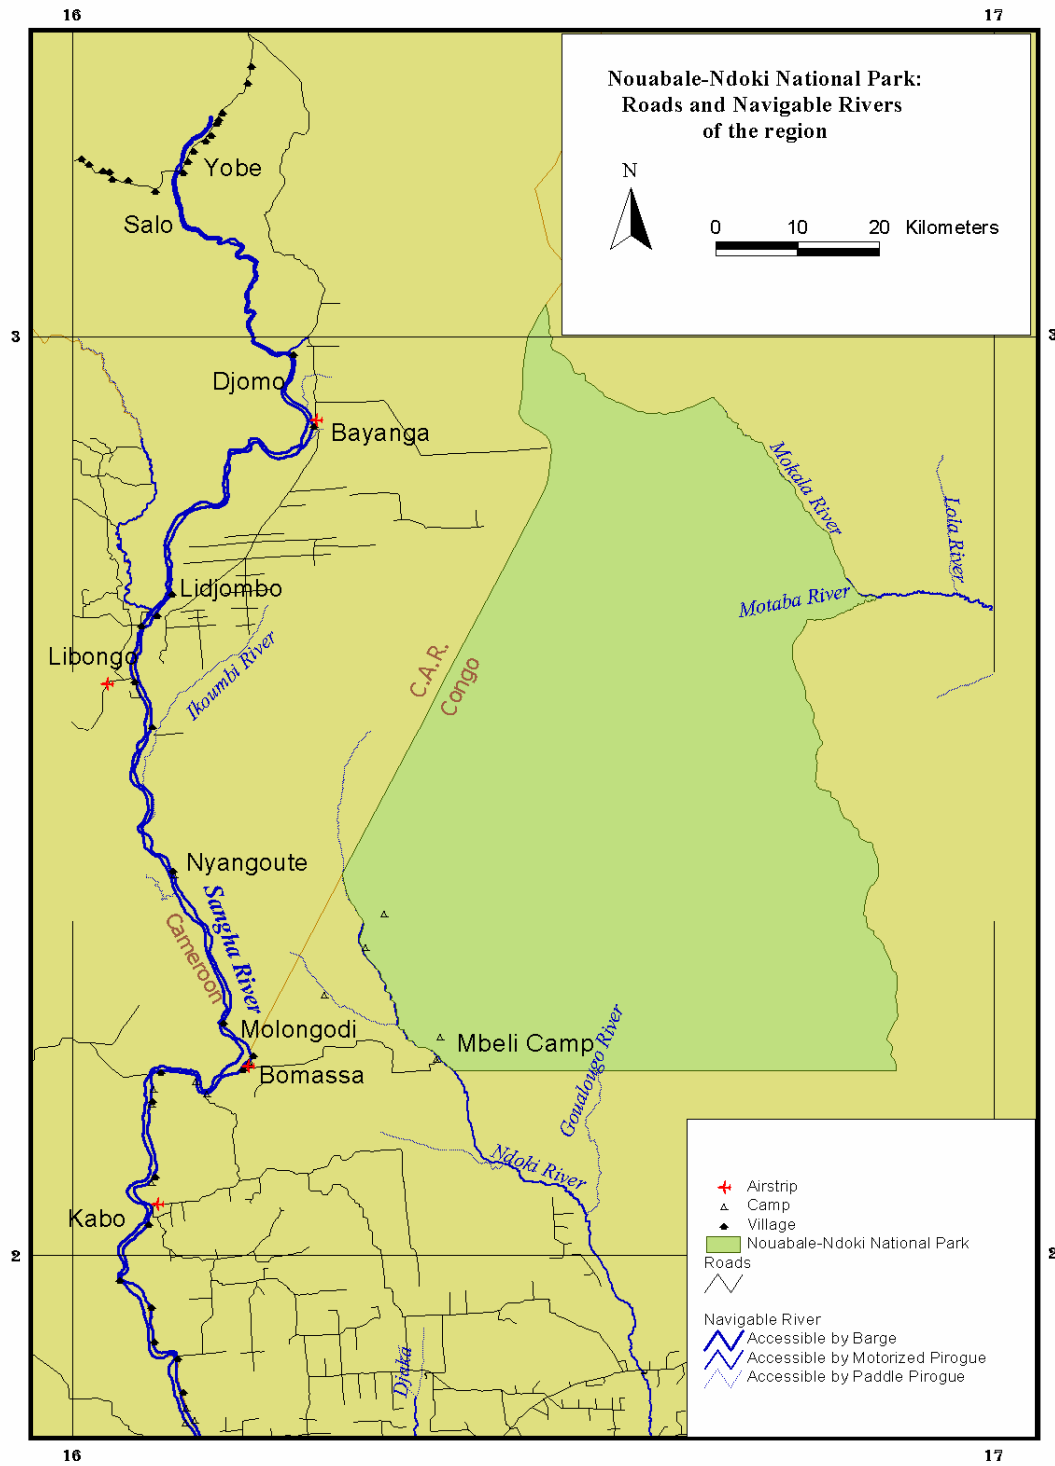 16
17
Nouabale-Ndoki National Park:
Roads and Navigable Rivers
of the region
N
0 10 20 Kilometers
Yobe
Salo
3
3
Djomo
Bayanga
Mokala River
Lola River
Lidjombo
Motaba River
Libongo
Ikoumbi River
C.A.R.
Congo
Nyangoute
Sangha River
Cameroon
Molongodi
Mbeli Camp
Bomassa
Goualougo River
Ndoki River
Kabo
2
2
Djaka
Airstrip
Camp
Village
Nouabale-Ndoki National Park
Roads
Navigable River
Accessible by Barge
Accessible by Motorized Pirogue
Accessible by Paddle Pirogue
16
17